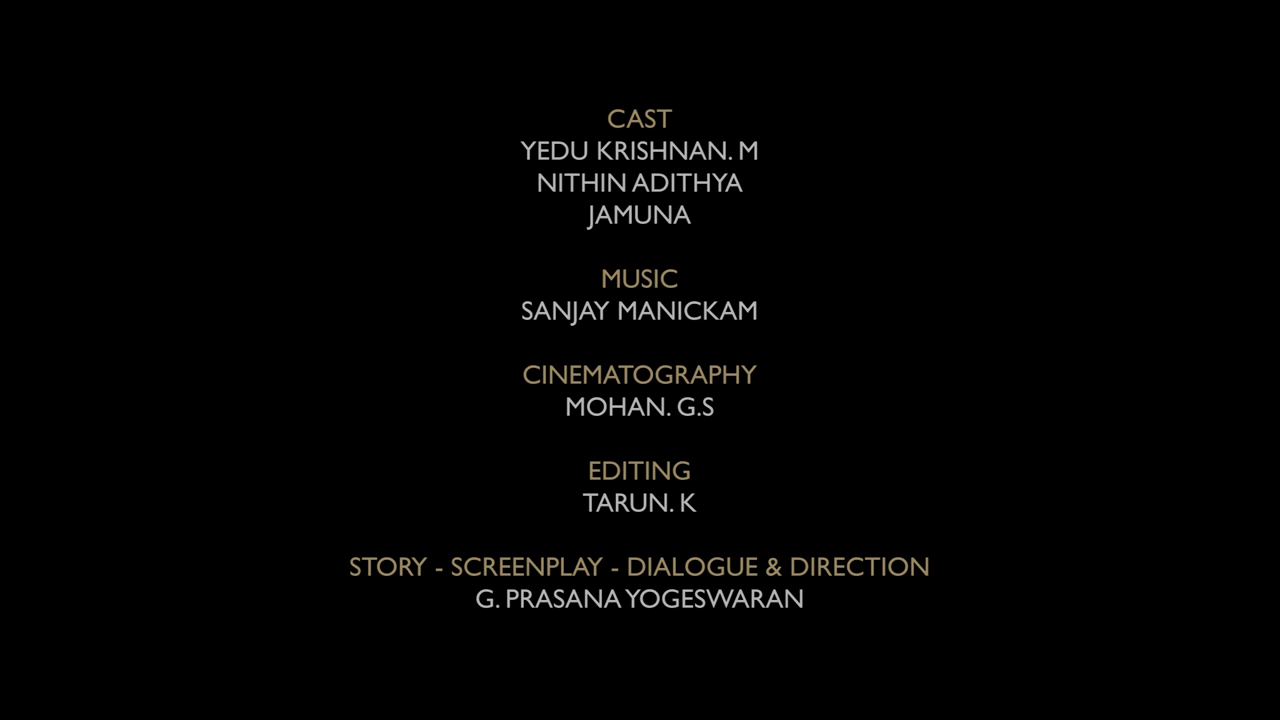 CAST
YEDU KRISHNAN. M
NITHIN ADITHYA
JAMUNA
MUSIC
SANJAY MANICKAM
CINEMATOGRAPHY
MOHAN. G.S
EDITING
TARUN. K
STORY - SCREENPLAY - DIALOGUE & DIRECTION
G. PRASANA YOGESWARAN